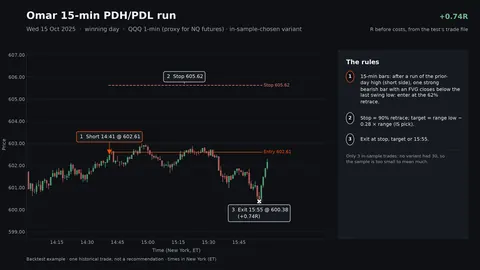 Omar 15-min PDH/PDL run
+0.74R
Wed 15 Oct 2025 · winning day · QQQ 1-min (proxy for NQ futures) · in-sample-chosen variant
R before costs, from the test's trade file
607.00
606.00
605.00
604.00
603.00
602.00
601.00
600.00
599.00
Price
2 Stop 605.62
Stop 605.62
1 Short 14:41 @ 602.61
Entry 602.61
3 Exit 15:55 @ 600.38
(+0.74R)
14:15
14:30
14:45
15:00
15:15
15:30
15:45
Time (New York, ET)
The rules
1
15-min bars: after a run of the prior-
day high (short side), one strong
bearish bar with an FVG closes below the
last swing low; enter at the 62%
retrace.
2
Stop = 90% retrace; target = range low −
0.28 × range (IS pick).
3
Exit at stop, target or 15:55.
Only 3 in-sample trades; no variant had 30, so
the sample is too small to mean much.
Backtest example · one historical trade, not a recommendation · times in New York (ET)